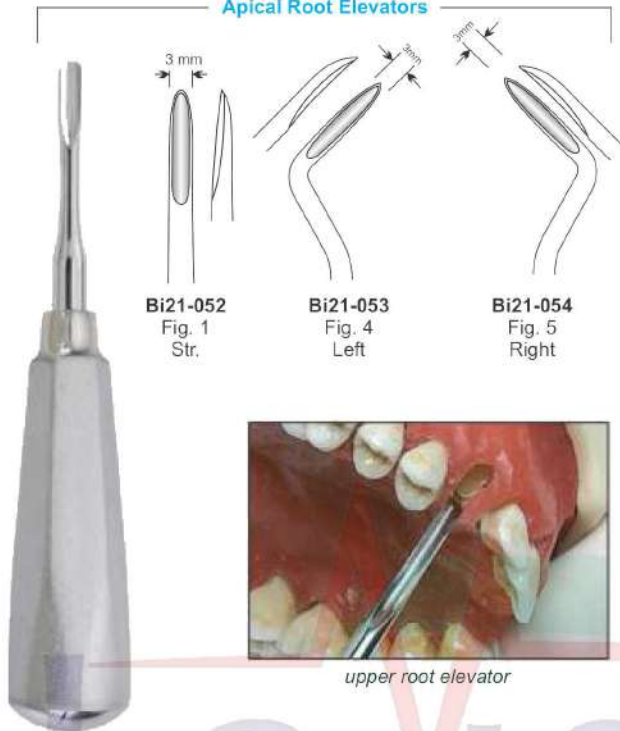 Apical Root Elevators
3 mm
3mm
3mm
Bi21-052
Fig. 1
Str.
Bi21-053
Fig. 4
Left
Bi21-054
Fig. 5
Right
upper root elevator